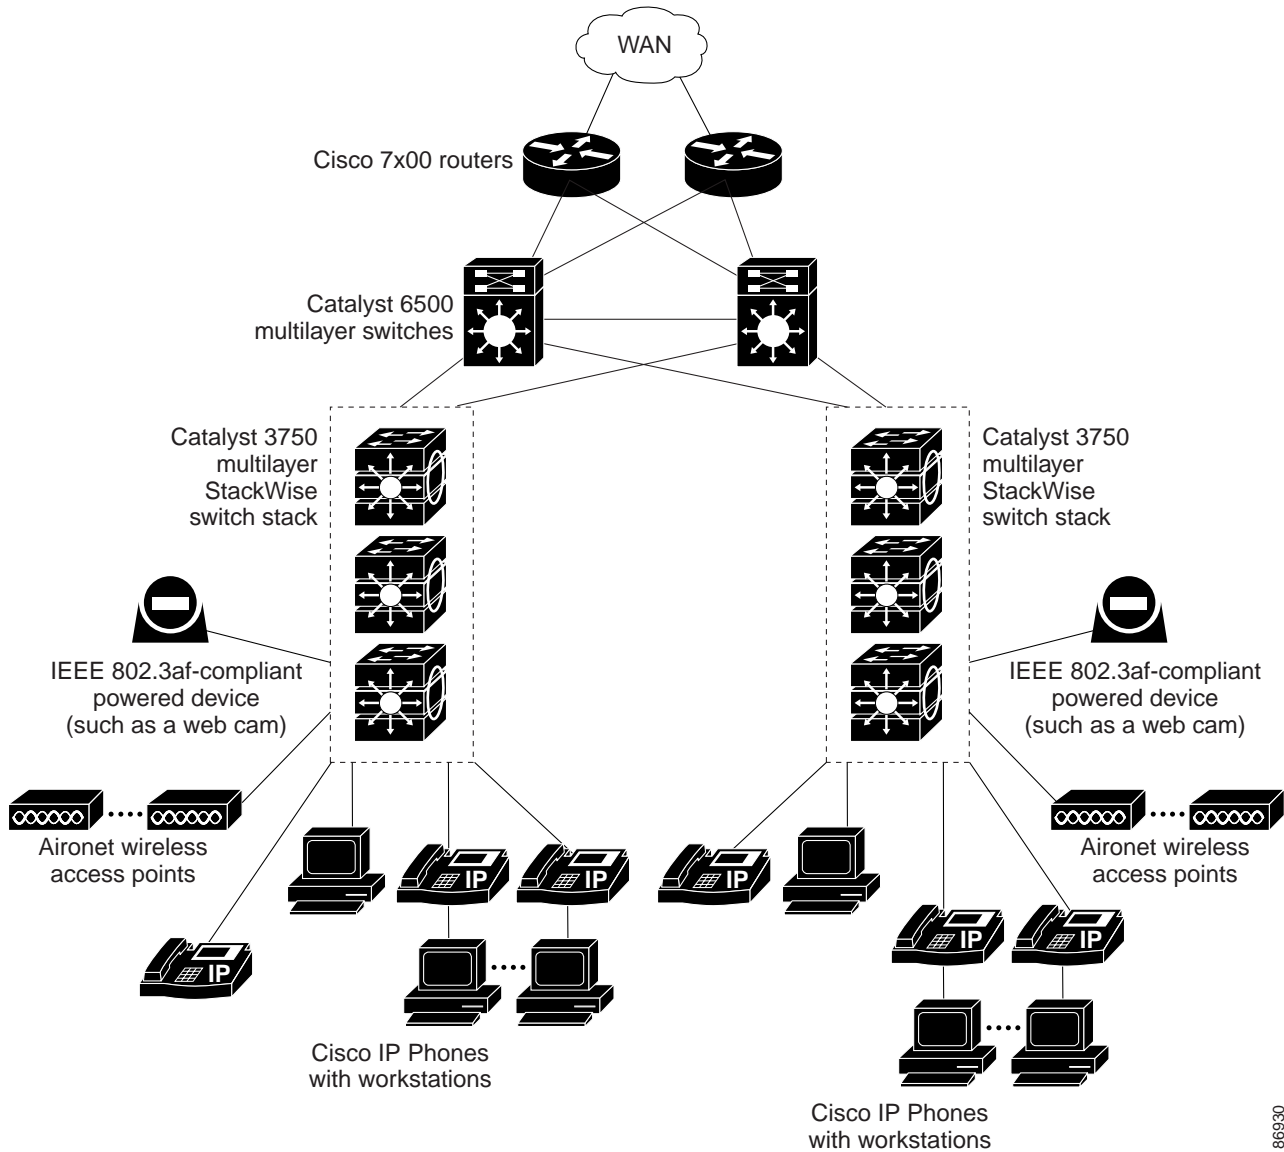 WAN
Cisco 7x00 routers
Catalyst 6500
multilayer switches
Catalyst 3750
multilayer
StackWise
switch stack
Catalyst 3750
multilayer
StackWise
switch stack
IEEE 802.3af-compliant
powered device
(such as a web cam)
IEEE 802.3af-compliant
powered device
(such as a web cam)
Aironet wireless
access points
Aironet wireless
access points
IP
IP
IP
IP
IP
IP
Cisco IP Phones
with workstations
Cisco IP Phones
with workstations
86930